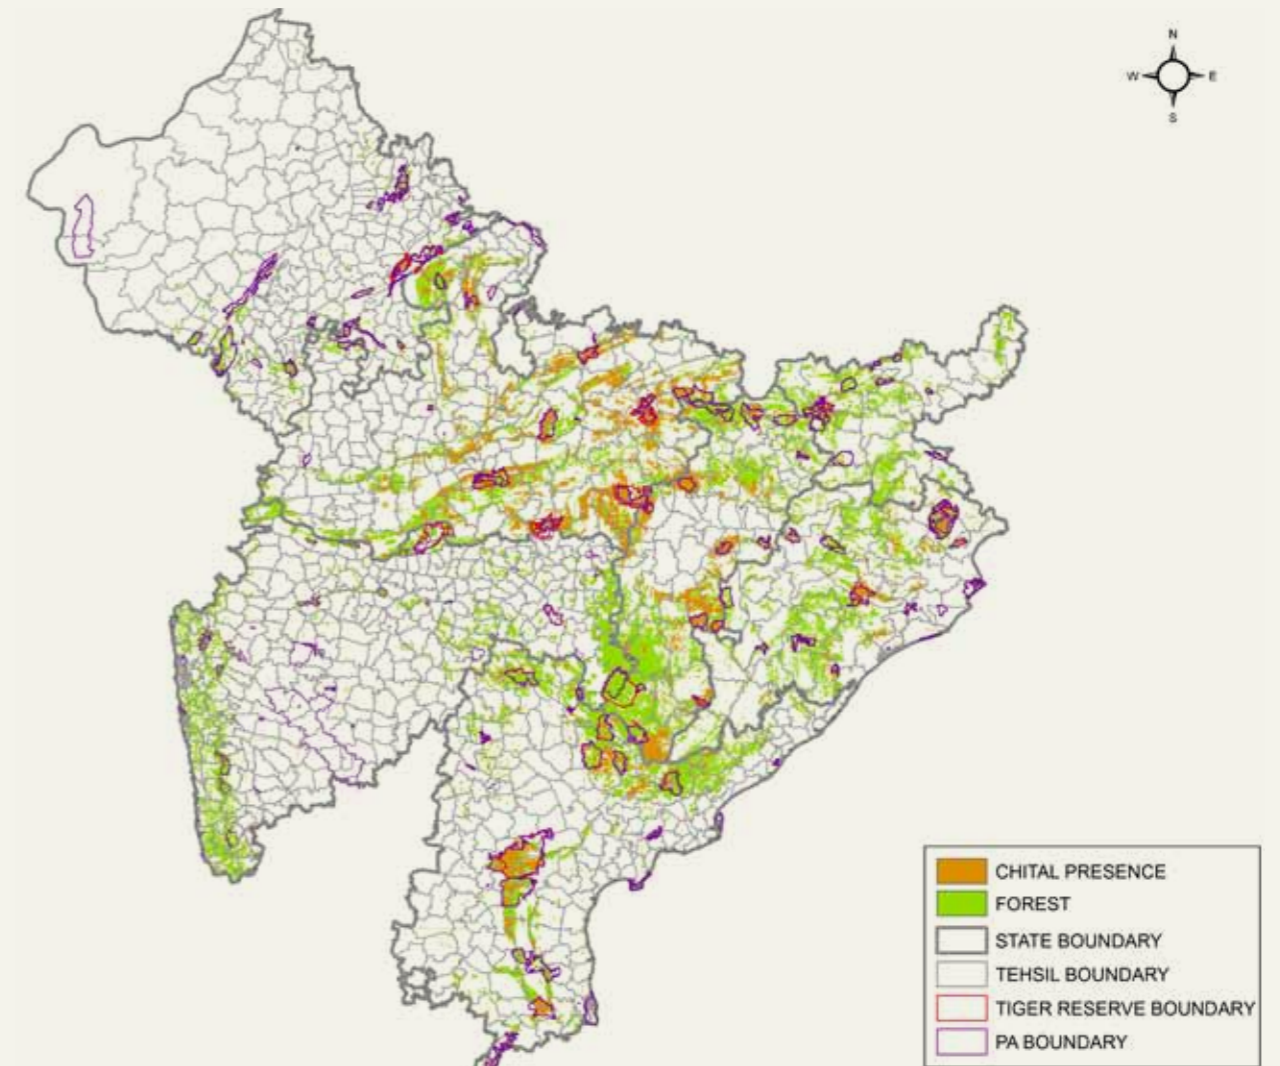 N
W E
S
CHITAL PRESENCE
FOREST
STATE BOUNDARY
TEHSIL BOUNDARY
TIGER RESERVE BOUNDARY
PA BOUNDARY